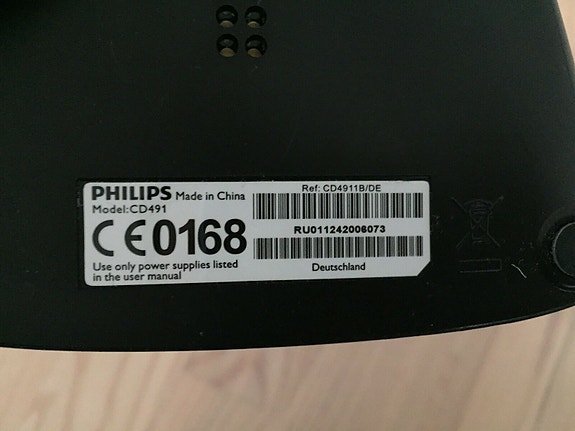 PHILIPS Made in China
Model:CD491
CE0168
Use only power supplies listed
in the user manual
Ref: CD4911B/DE
RU011242006073
Deutschland